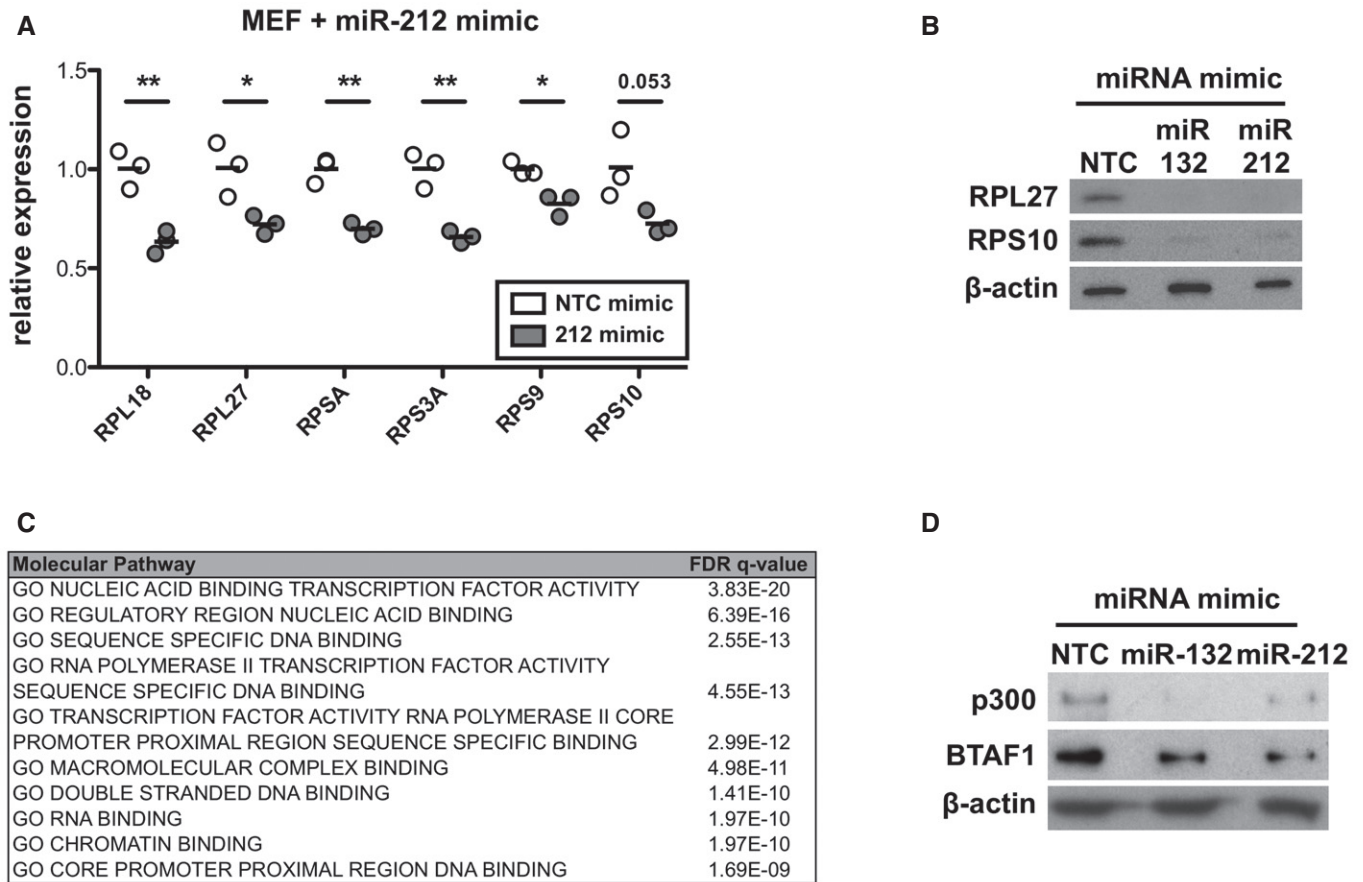 A
MEF + miR-212 mimic
relative expression
1.5
1.0
0.5
0.0
** * ** ** * 0.053
NTC mimic
212 mimic
RPL18 RPL27 RPSA RPS3A RPS9 RPS10
B
miRNA mimic
NTC miR 132 miR 212
RPL27
RPS10
β-actin
C
Molecular Pathway FDR q-value
GO NUCLEIC ACID BINDING TRANSCRIPTION FACTOR ACTIVITY 3.83E-20
GO REGULATORY REGION NUCLEIC ACID BINDING 6.39E-16
GO SEQUENCE SPECIFIC DNA BINDING 2.55E-13
GO RNA POLYMERASE II TRANSCRIPTION FACTOR ACTIVITY
SEQUENCE SPECIFIC DNA BINDING 4.55E-13
GO TRANSCRIPTION FACTOR ACTIVITY RNA POLYMERASE II CORE
PROMOTER PROXIMAL REGION SEQUENCE SPECIFIC BINDING 2.99E-12
GO MACROMOLECULAR COMPLEX BINDING 4.98E-11
GO DOUBLE STRANDED DNA BINDING 1.41E-10
GO RNA BINDING 1.97E-10
GO CHROMATIN BINDING 1.97E-10
GO CORE PROMOTER PROXIMAL REGION DNA BINDING 1.69E-09
D
miRNA mimic
NTC miR-132 miR-212
p300
BTAF1
β-actin